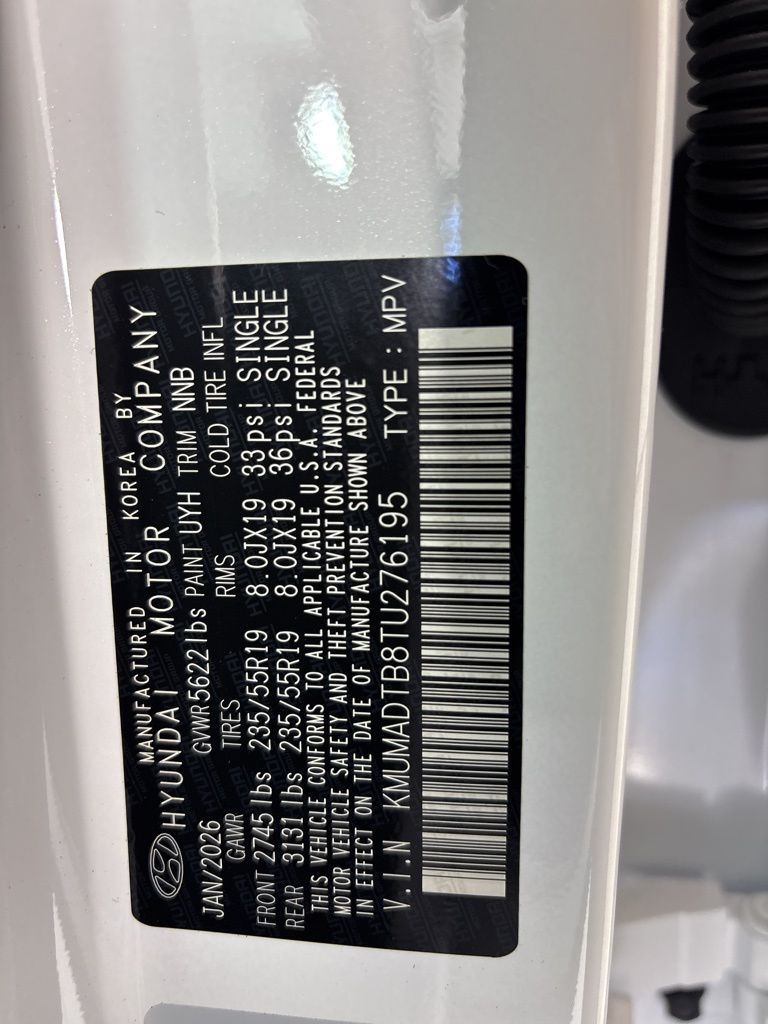 MANUFACTURED IN KOREA BY
HYUNDAI MOTOR COMPANY
JAN/2026 GVWR 5622lbs PAINT UYH TRIM NNB
GAWR TIRES RIMS COLD TIRE INFL
FRONT 2745lbs 235/55R19 8.0JX19 33psi SINGLE
REAR 3131lbs 235/55R19 8.0JX19 36psi SINGLE
THIS VEHICLE CONFORMS TO ALL APPLICABLE U.S.A. FEDERAL
MOTOR VEHICLE SAFETY AND THEFT PREVENTION STANDARDS
IN EFFECT ON THE DATE OF MANUFACTURE SHOWN ABOVE
V.I.N KMUMADTB8TU276195 TYPE : MPV